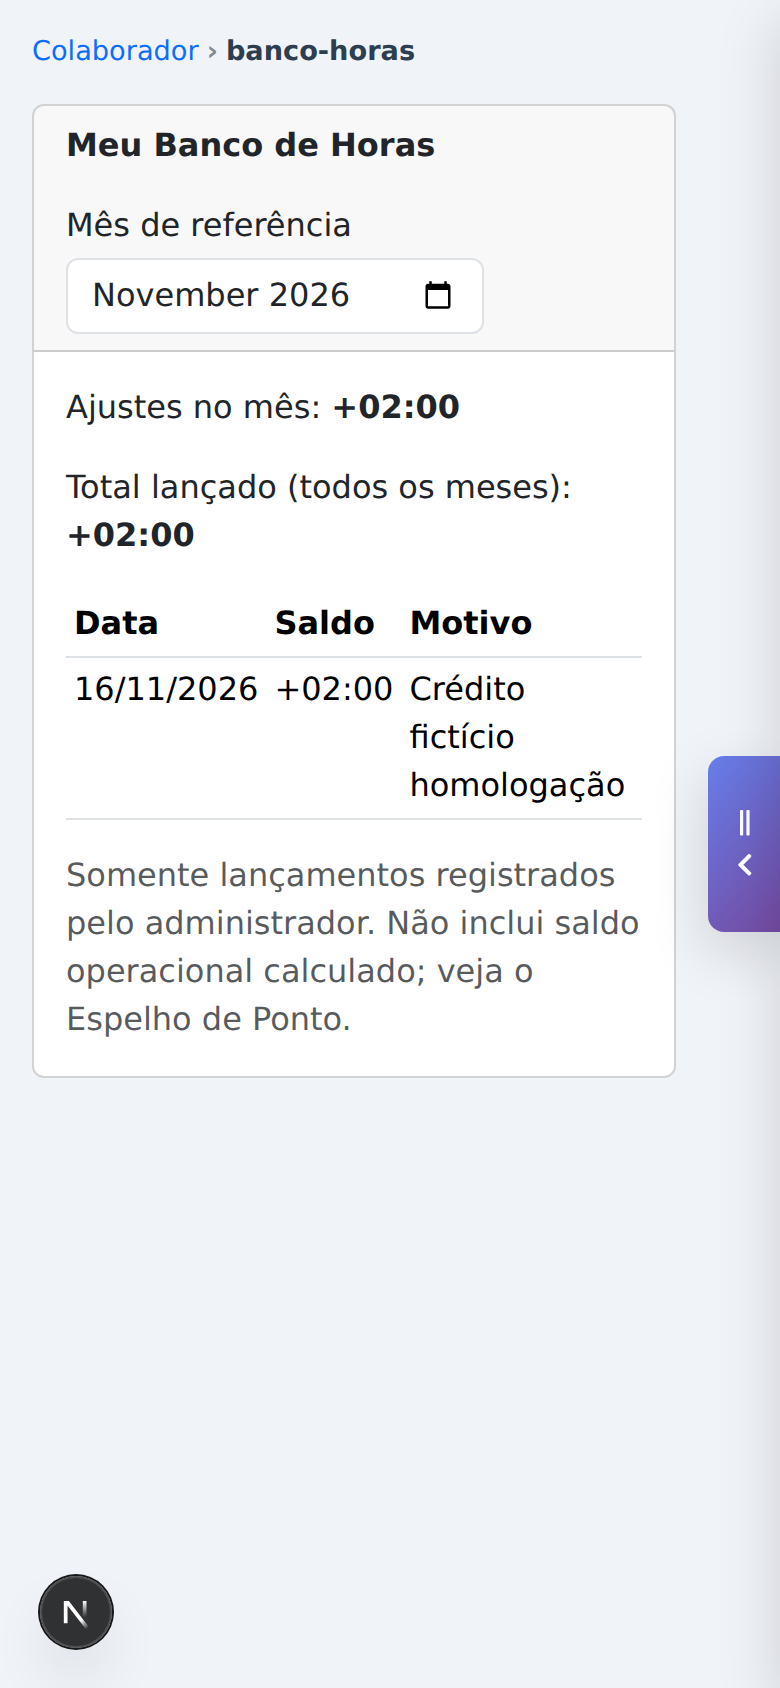 Colaborador › banco-horas
Meu Banco de Horas
Mês de referência
November 2026
Ajustes no mês: +02:00
Total lançado (todos os meses):
+02:00
Data Saldo Motivo
16/11/2026 +02:00 Crédito
fictício
homologação
Somente lançamentos registrados
pelo administrador. Não inclui saldo
operacional calculado; veja o
Espelho de Ponto.
N